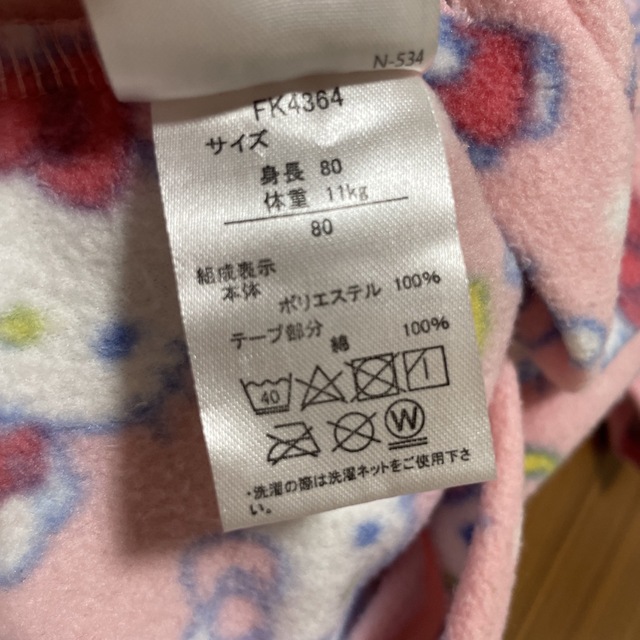 N-534
FK4364
サイズ
身長 80
体重 11kg
80
組成表示
本体 ポリエステル 100%
テープ部分 綿 100%
40
W
・洗濯の際は洗濯ネットをご使用下さ
い。